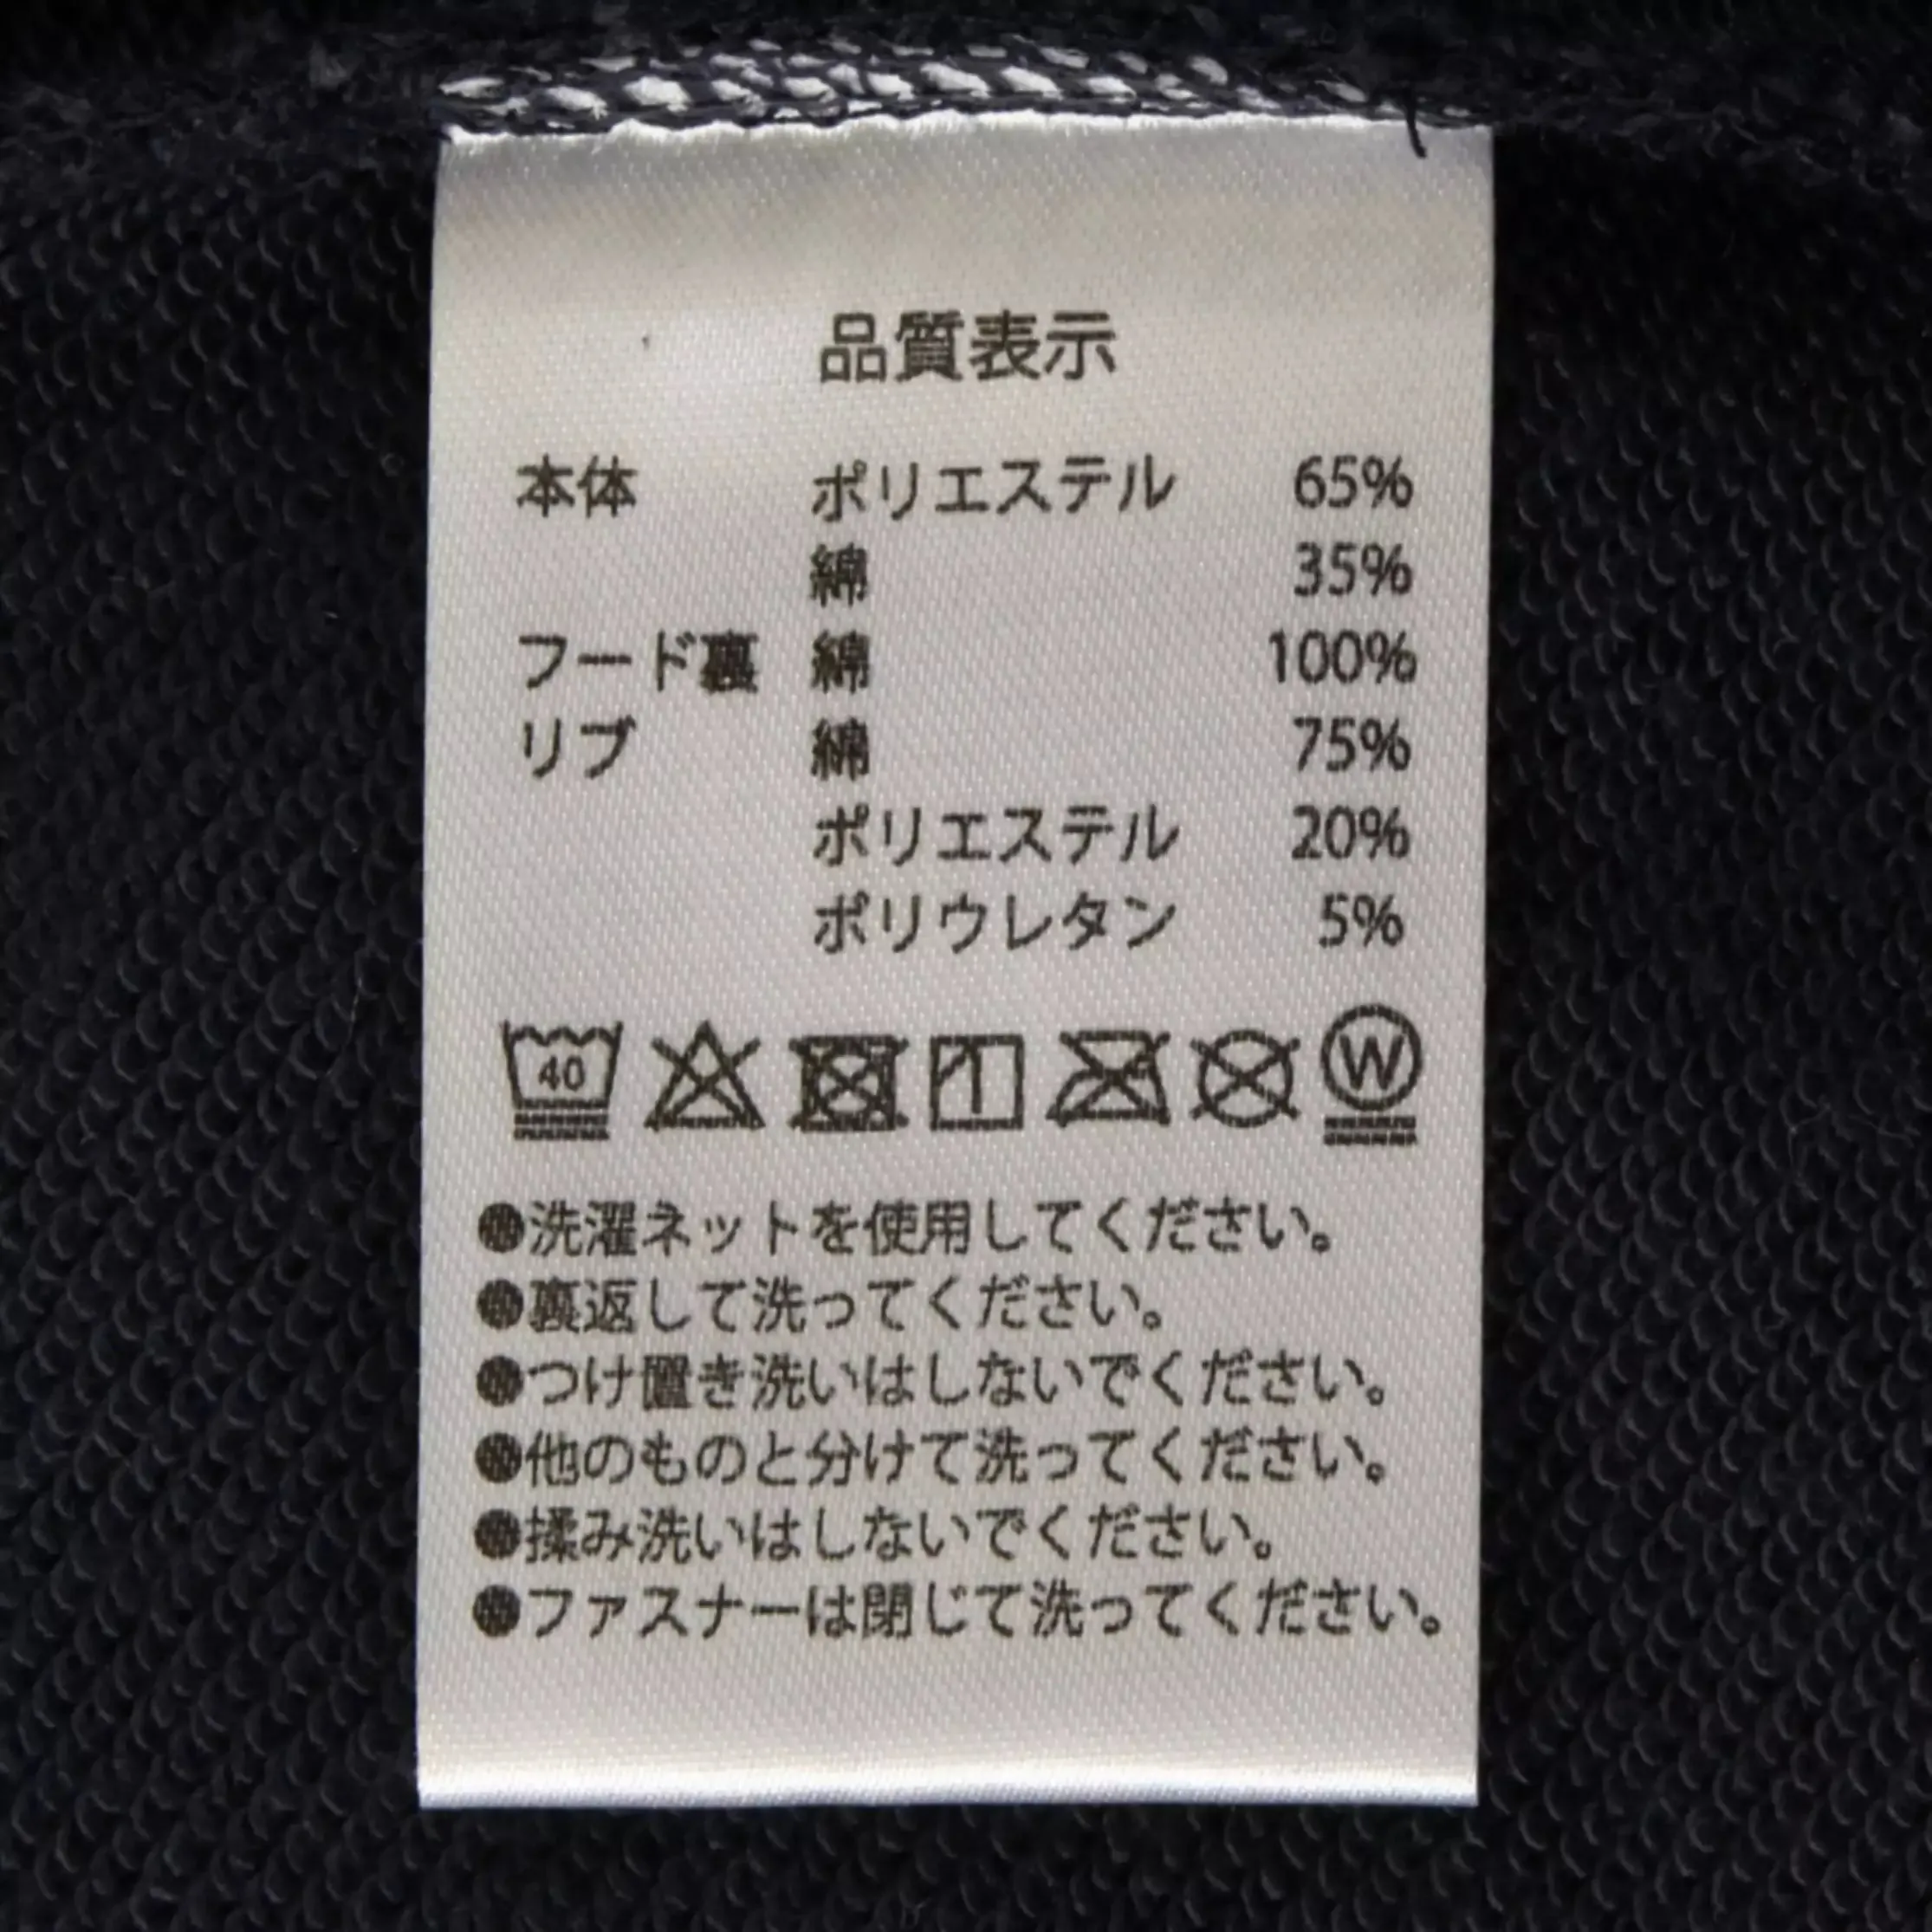 品質表示
本体 ポリエステル 65%
綿 35%
フード裏 綿 100%
リブ 綿 75%
ポリエステル 20%
ポリウレタン 5%
40 W
●洗濯ネットを使用してください。
●裏返して洗ってください。
●つけ置き洗いはしないでください。
●他のものと分けて洗ってください。
●揉み洗いはしないでください。
●ファスナーは閉じて洗ってください。